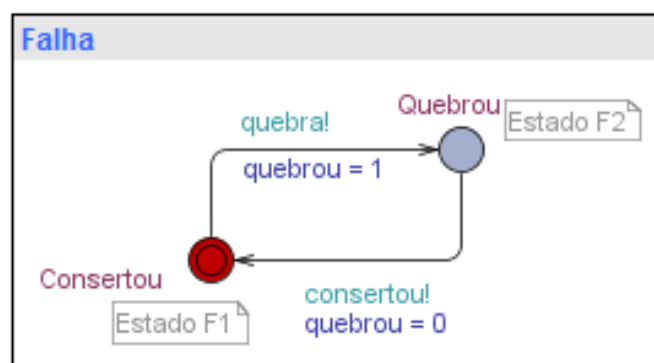 Falha
Quebrou
Estado F2
quebra!
quebrou = 1
Consertou
Estado F1
consertou!
quebrou = 0